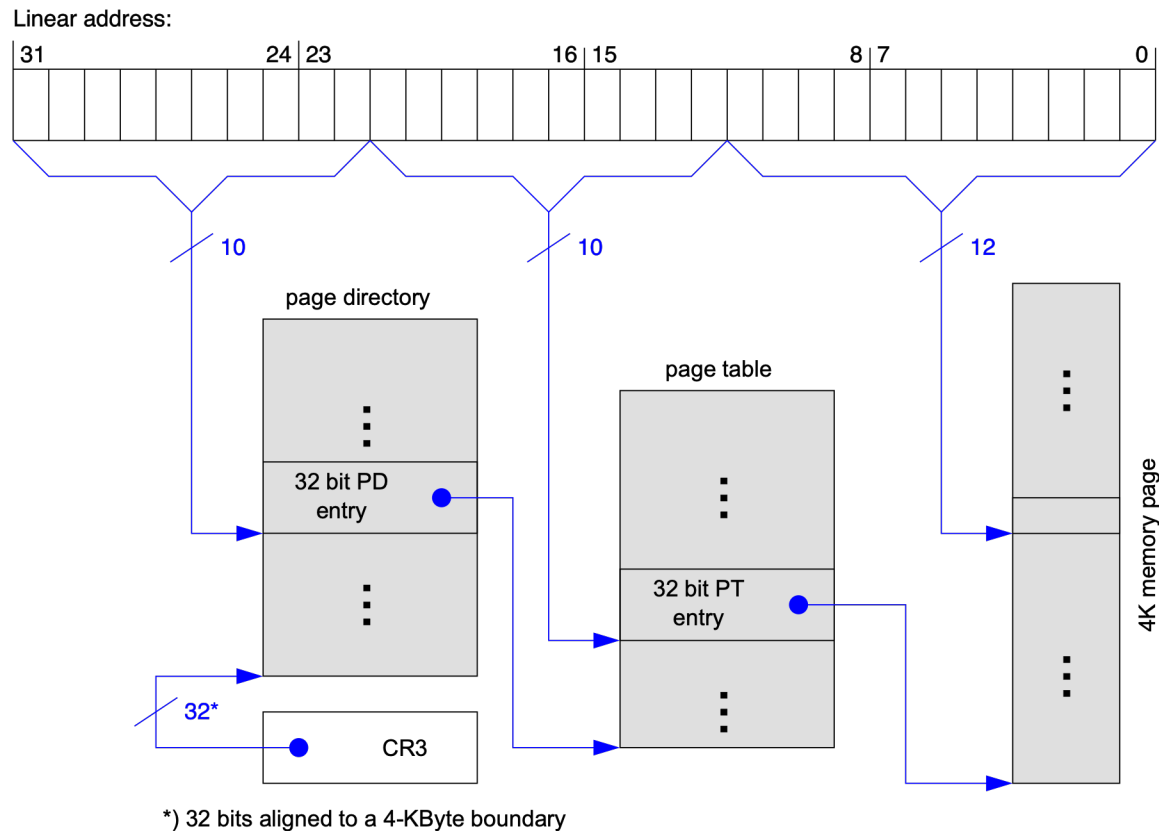 Linear address:
31 24 23 16 15 8 7 0
10 10 12
page directory
page table
32 bit PD
entry
32 bit PT
entry
4K memory page
32*
CR3
*) 32 bits aligned to a 4-KByte boundary